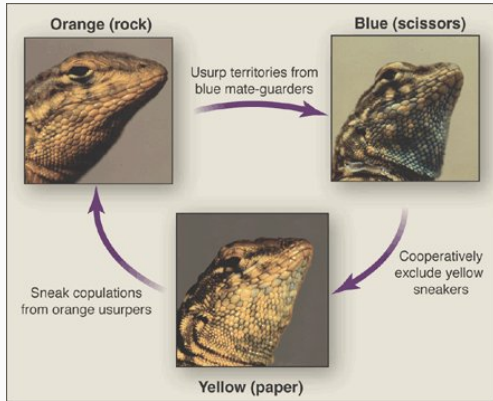 Orange (rock)
Blue (scissors)
Usurp territories from
blue mate-guarders
Cooperatively
exclude yellow
sneakers
Sneak copulations
from orange usurpers
Yellow (paper)